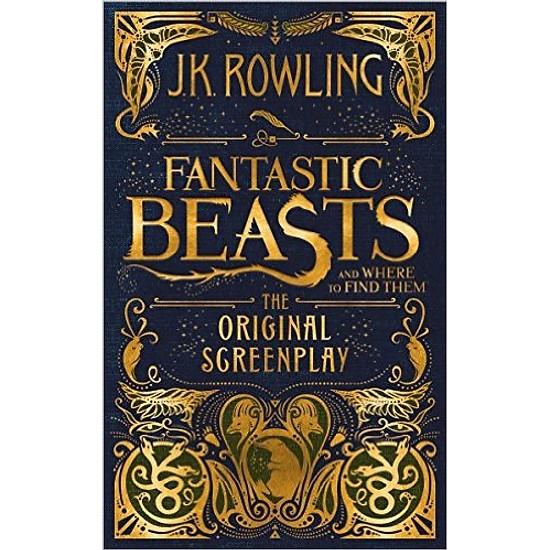 J.K. ROWLING
FANTASTIC
BEASTS
AND WHERE
TO FIND THEM
THE
ORIGINAL
SCREENPLAY